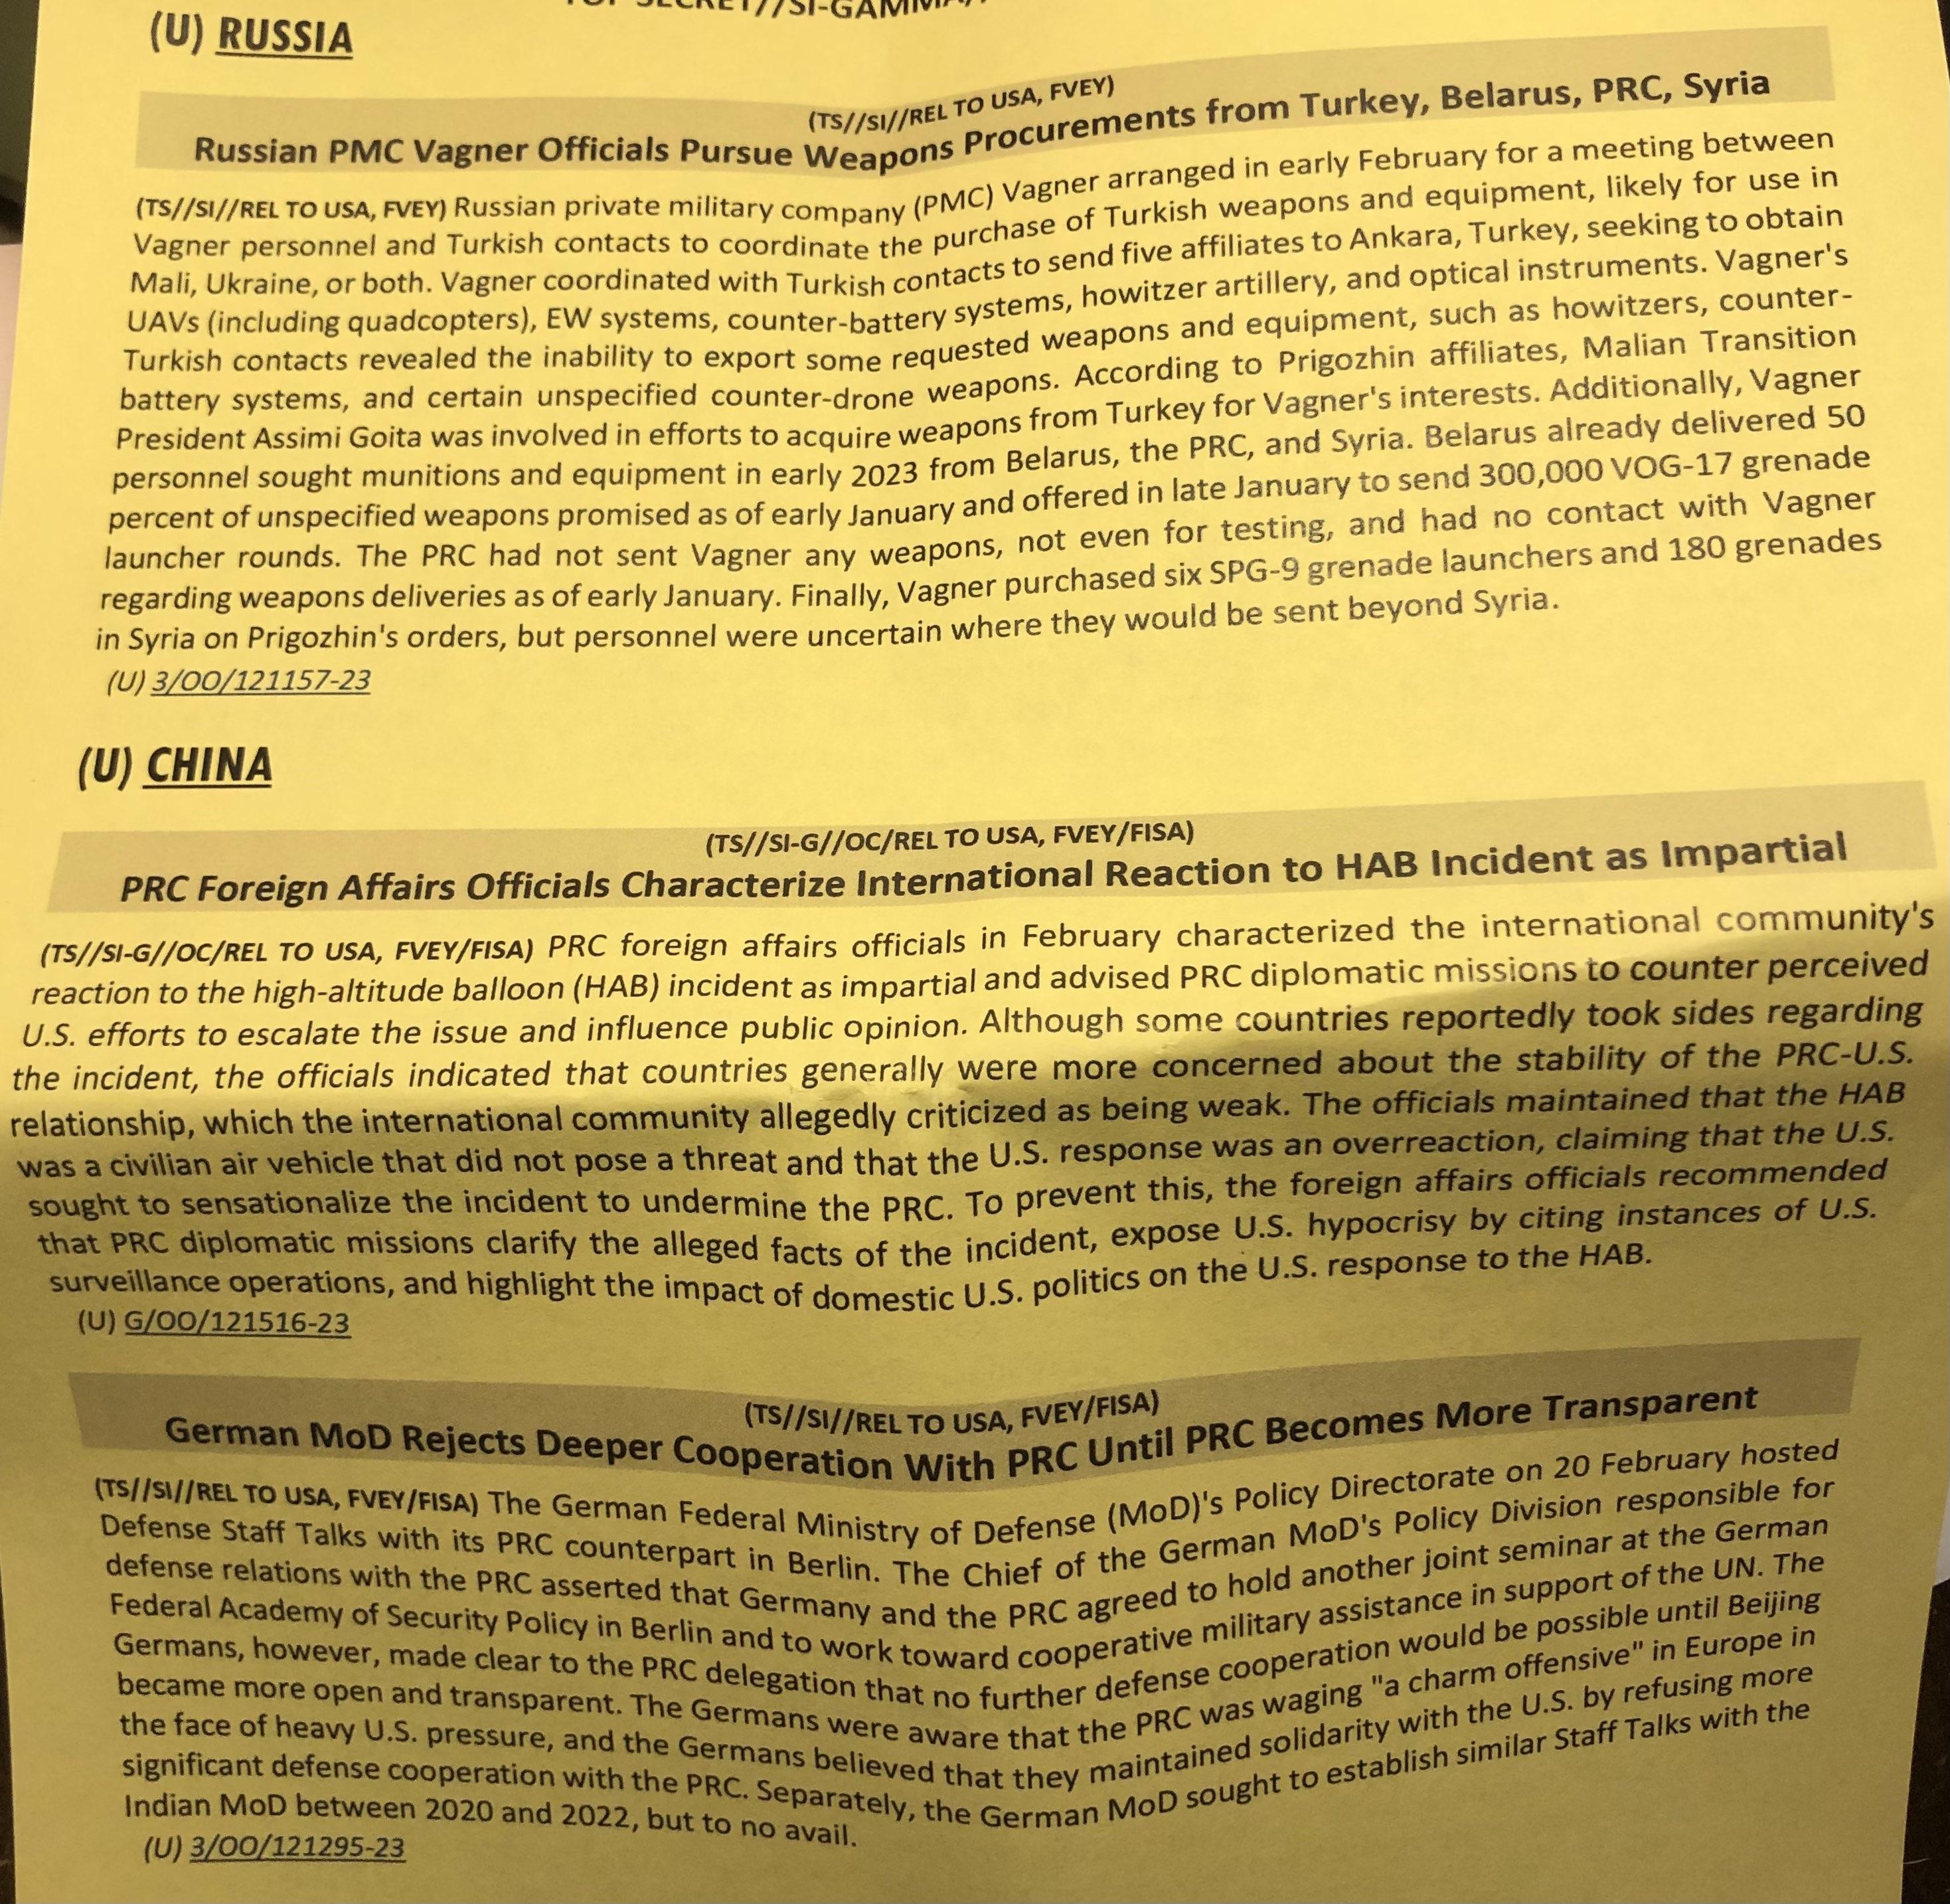 TOP SECRET//SI-GAMMA/
(U) RUSSIA
(TS//SI//REL TO USA, FVEY)
Russian PMC Vagner Officials Pursue Weapons Procurements from Turkey, Belarus, PRC, Syria
(TS//SI//REL TO USA, FVEY) Russian private military company (PMC) Vagner arranged in early February for a meeting between
Vagner personnel and Turkish contacts to coordinate the purchase of Turkish weapons and equipment, likely for use in
Mali, Ukraine, or both. Vagner coordinated with Turkish contacts to send five affiliates to Ankara, Turkey, seeking to obtain
UAVs (including quadcopters), EW systems, counter-battery systems, howitzer artillery, and optical instruments. Vagner's
Turkish contacts revealed the inability to export some requested weapons and equipment, such as howitzers, counter-
battery systems, and certain unspecified counter-drone weapons. According to Prigozhin affiliates, Malian Transition
President Assimi Goita was involved in efforts to acquire weapons from Turkey for Vagner's interests. Additionally, Vagner
personnel sought munitions and equipment in early 2023 from Belarus, the PRC, and Syria. Belarus already delivered 50
percent of unspecified weapons promised as of early January and offered in late January to send 300,000 VOG-17 grenade
launcher rounds. The PRC had not sent Vagner any weapons, not even for testing, and had no contact with Vagner
regarding weapons deliveries as of early January. Finally, Vagner purchased six SPG-9 grenade launchers and 180 grenades
in Syria on Prigozhin's orders, but personnel were uncertain where they would be sent beyond Syria.
(U) 3/OO/121157-23
(U) CHINA
(TS//SI-G//OC/REL TO USA, FVEY/FISA)
PRC Foreign Affairs Officials Characterize International Reaction to HAB Incident as Impartial
(TS//SI-G//OC/REL TO USA, FVEY/FISA) PRC foreign affairs officials in February characterized the international community's
reaction to the high-altitude balloon (HAB) incident as impartial and advised PRC diplomatic missions to counter perceived
U.S. efforts to escalate the issue and influence public opinion. Although some countries reportedly took sides regarding
the incident, the officials indicated that countries generally were more concerned about the stability of the PRC-U.S.
relationship, which the international community allegedly criticized as being weak. The officials maintained that the HAB
was a civilian air vehicle that did not pose a threat and that the U.S. response was an overreaction, claiming that the U.S.
sought to sensationalize the incident to undermine the PRC. To prevent this, the foreign affairs officials recommended
that PRC diplomatic missions clarify the alleged facts of the incident, expose U.S. hypocrisy by citing instances of U.S.
surveillance operations, and highlight the impact of domestic U.S. politics on the U.S. response to the HAB.
(U) G/OO/121516-23
(TS//SI//REL TO USA, FVEY/FISA)
German MoD Rejects Deeper Cooperation With PRC Until PRC Becomes More Transparent
(TS//SI//REL TO USA, FVEY/FISA) The German Federal Ministry of Defense (MoD)'s Policy Directorate on 20 February hosted
Defense Staff Talks with its PRC counterpart in Berlin. The Chief of the German MoD's Policy Division responsible for
defense relations with the PRC asserted that Germany and the PRC agreed to hold another joint seminar at the German
Federal Academy of Security Policy in Berlin and to work toward cooperative military assistance in support of the UN. The
Germans, however, made clear to the PRC delegation that no further defense cooperation would be possible until Beijing
became more open and transparent. The Germans were aware that the PRC was waging "a charm offensive" in Europe in
the face of heavy U.S. pressure, and the Germans believed that they maintained solidarity with the U.S. by refusing more
significant defense cooperation with the PRC. Separately, the German MoD sought to establish similar Staff Talks with the
Indian MoD between 2020 and 2022, but to no avail.
(U) 3/OO/121295-23